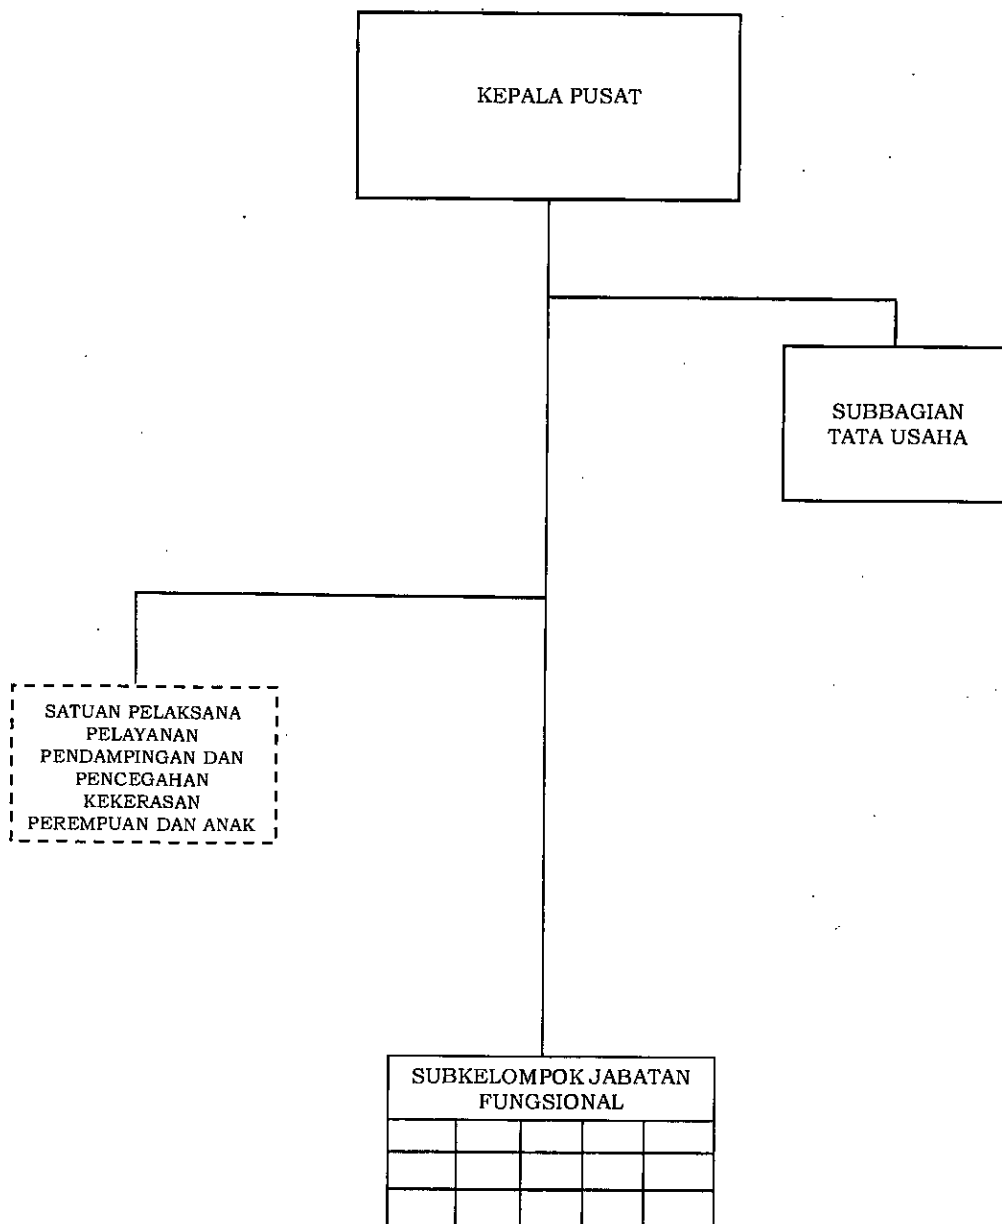 KEPALA PUSAT
SUBBAGIAN
TATA USAHA
SATUAN PELAKSANA
PELAYANAN
PENDAMPINGAN DAN
PENCEGAHAN
KEKERASAN
PEREMPUAN DAN ANAK
SUBKELOMPOK JABATAN
FUNGSIONAL